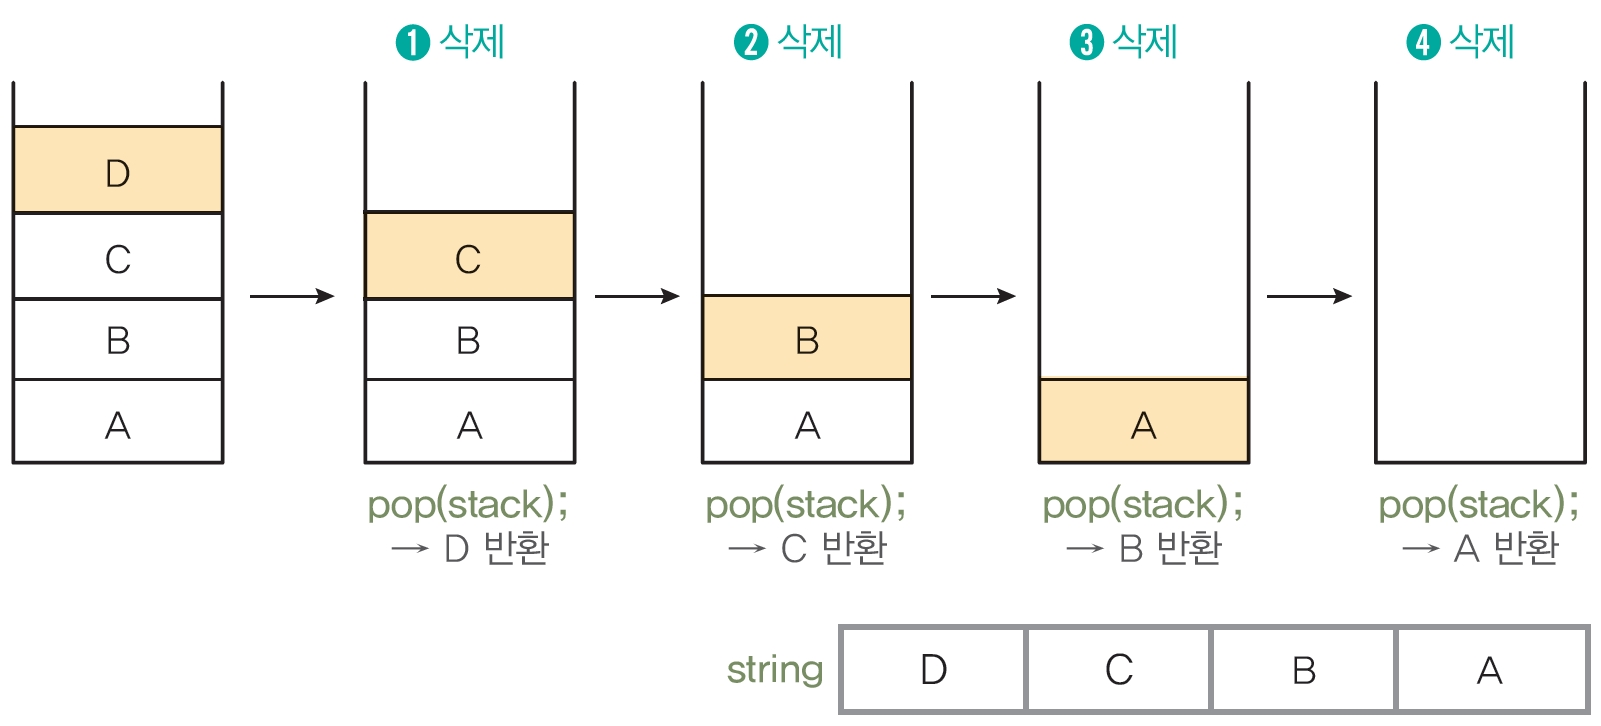 ❶ 삭제
❷ 삭제
❸ 삭제
❹ 삭제
D
C
B
A
C
B
A
B
A
A
pop(stack);
→ D 반환
pop(stack);
→ C 반환
pop(stack);
→ B 반환
pop(stack);
→ A 반환
string D C B A